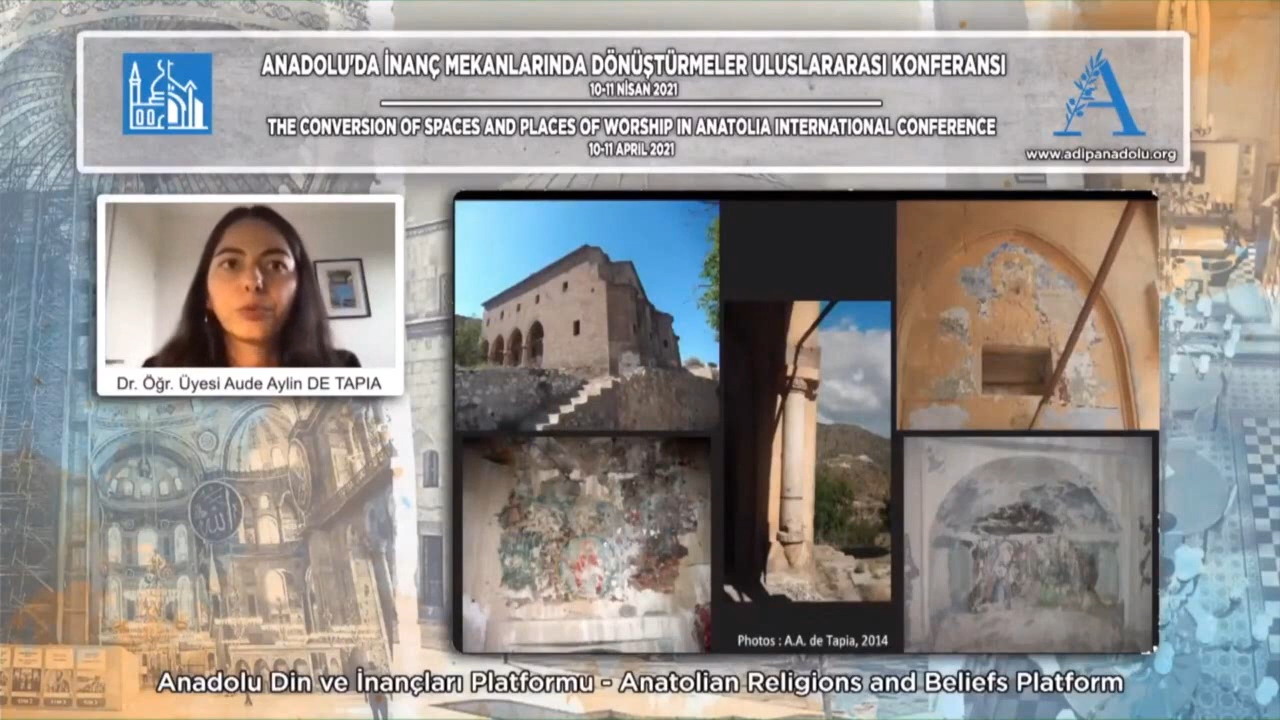 ANADOLU'DA İNANÇ MEKANLARINDA DÖNÜŞTÜRMELER ULUSLARARASI KONFERANSI
10-11 NİSAN 2021
THE CONVERSION OF SPACES AND PLACES OF WORSHIP IN ANATOLIA INTERNATIONAL CONFERENCE
10-11 APRIL 2021
www.adipanadolu.org
Dr. Öğr. Üyesi Aude Aylin DE TAPIA
Photos : A.A. de Tapia, 2014
Anadolu Din ve İnançları Platformu - Anatolian Religions and Beliefs Platform